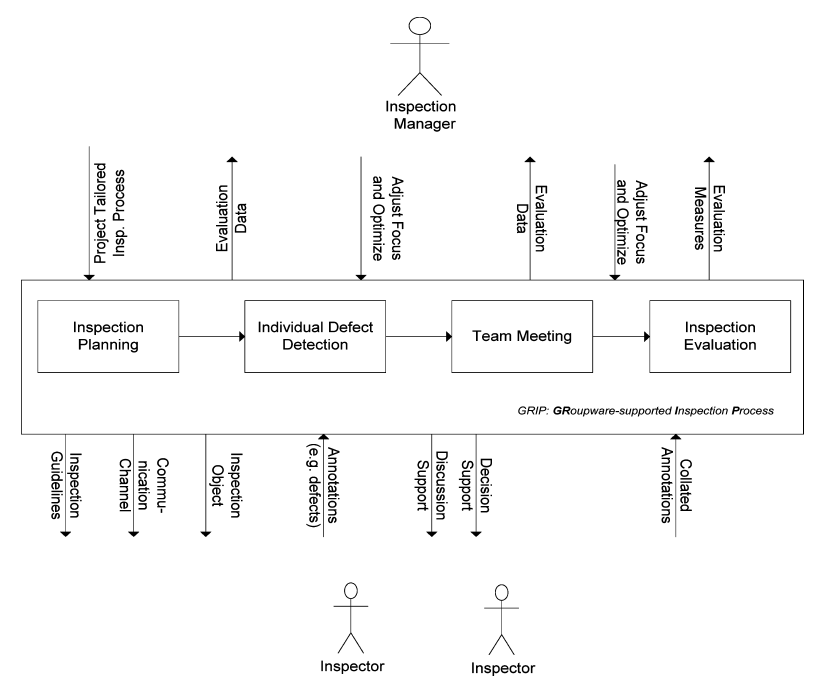 Inspection
Manager
Project Tailored
Insp. Process
Evaluation
Data
Adjust Focus
and Optimize
Evaluation
Data
Adjust Focus
and Optimize
Evaluation
Measures
Inspection
Planning
Individual Defect
Detection
Team Meeting
Inspection
Evaluation
GRIP: GRoupware-supported Inspection Process
Inspection
Guidelines
Commu-
nication
Channel
Inspection
Object
Annotations
(e.g. defects)
Discussion
Support
Decision
Support
Collated
Annotations
Inspector
Inspector